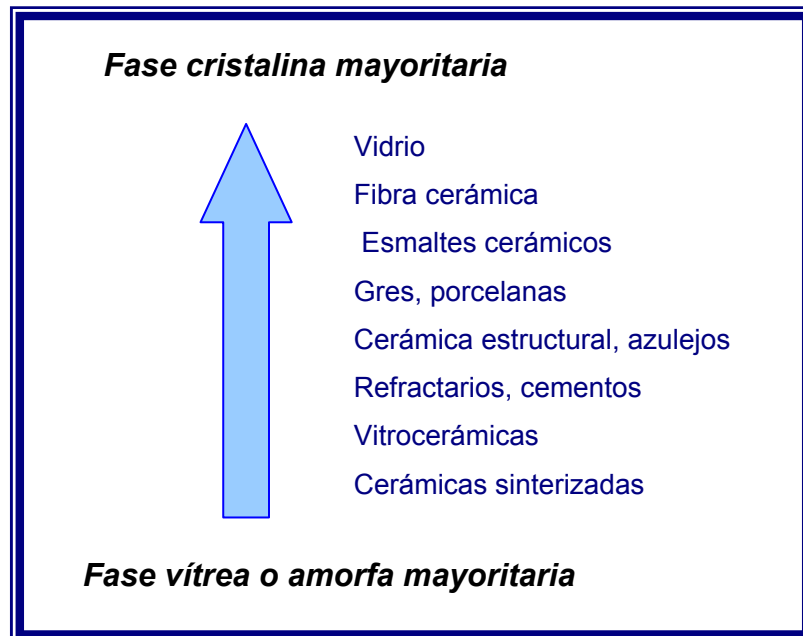 Fase cristalina mayoritaria
Vidrio
Fibra cerámica
Esmaltes cerámicos
Gres, porcelanas
Cerámica estructural, azulejos
Refractarios, cementos
Vitrocerámicas
Cerámicas sinterizadas
Fase vítrea o amorfa mayoritaria